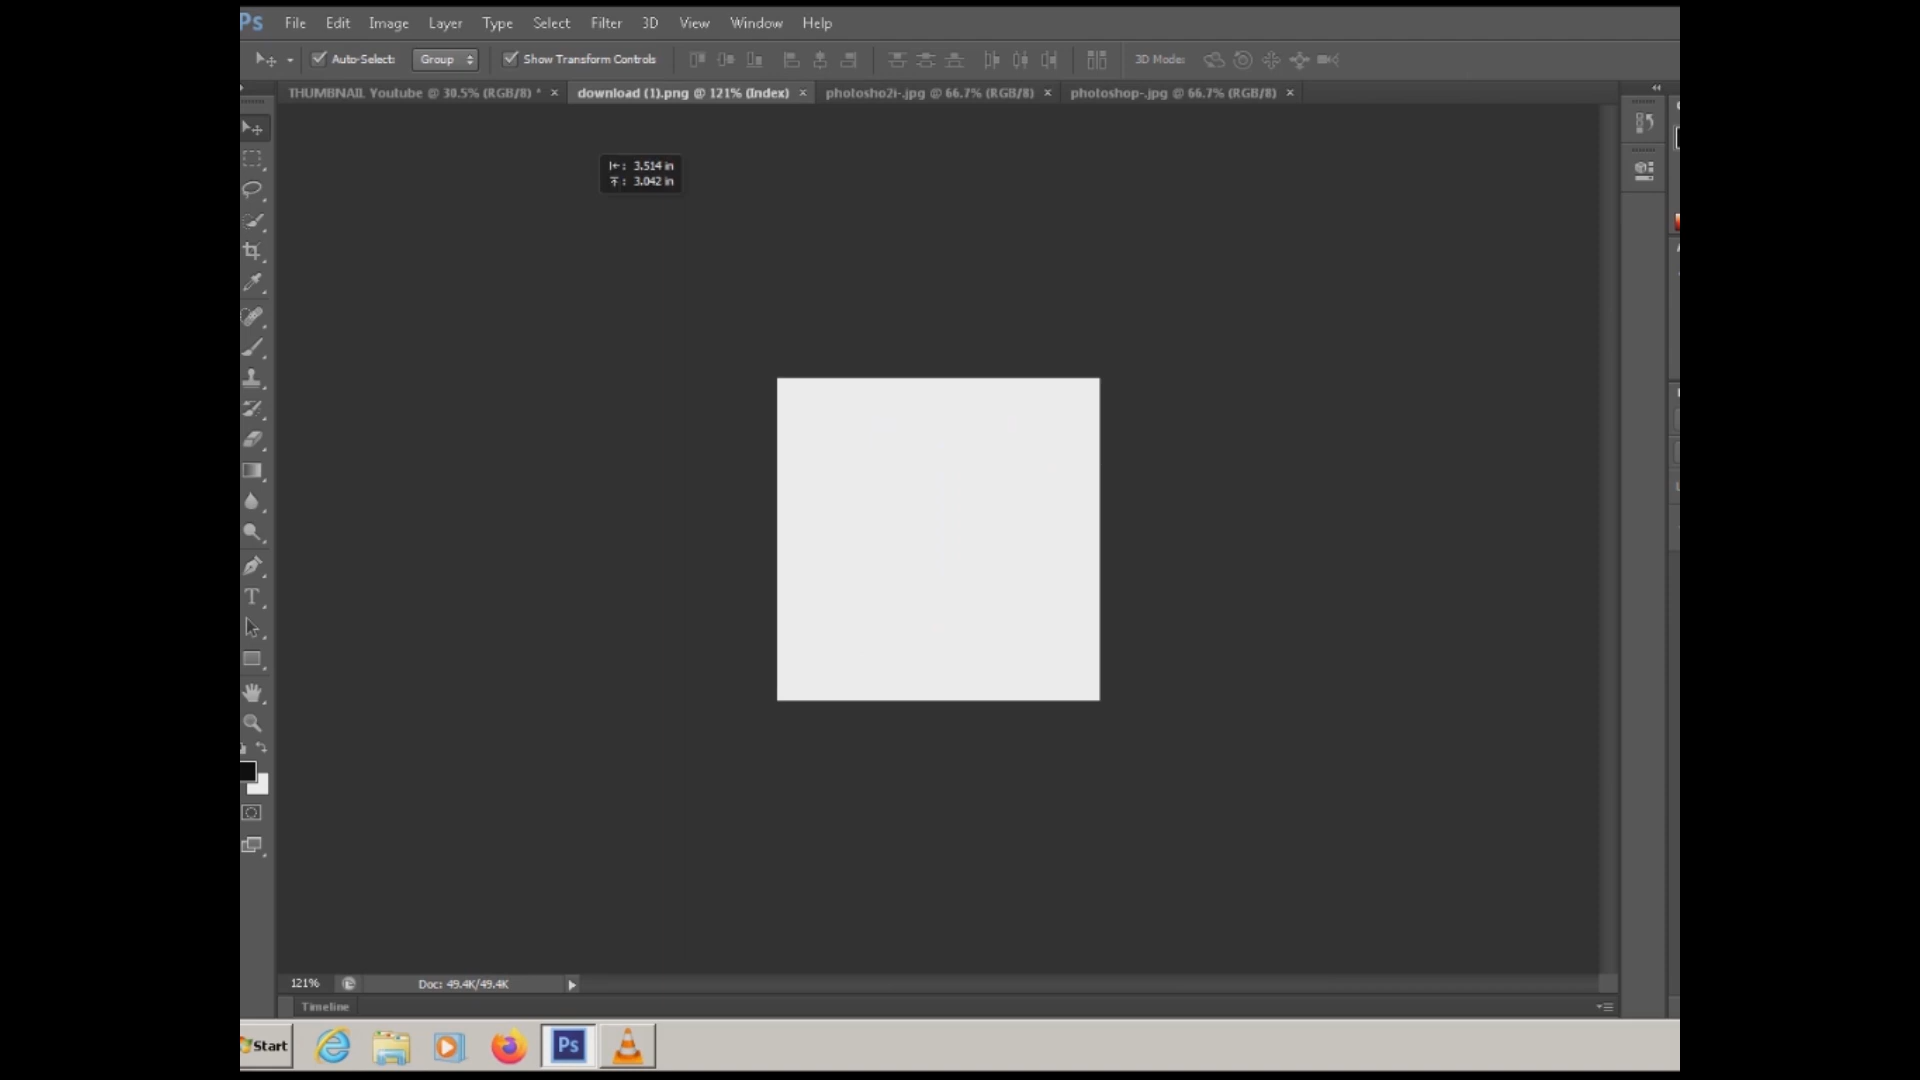 Ps File Edit Image Layer Type Select Filter 3D View Window Help
Auto-Select: Group Show Transform Controls 3D Mode:
THUMBNAIL Youtube @ 30.5% (RGB/8) * × download (1).png @ 121% (Index) × photosho2i-.jpg @ 66.7% (RGB/8) × photoshop-.jpg @ 66.7% (RGB/8) ×
: 3.514 in
: 3.042 in
121% Doc: 49.4K/49.4K
Timeline
Start Ps